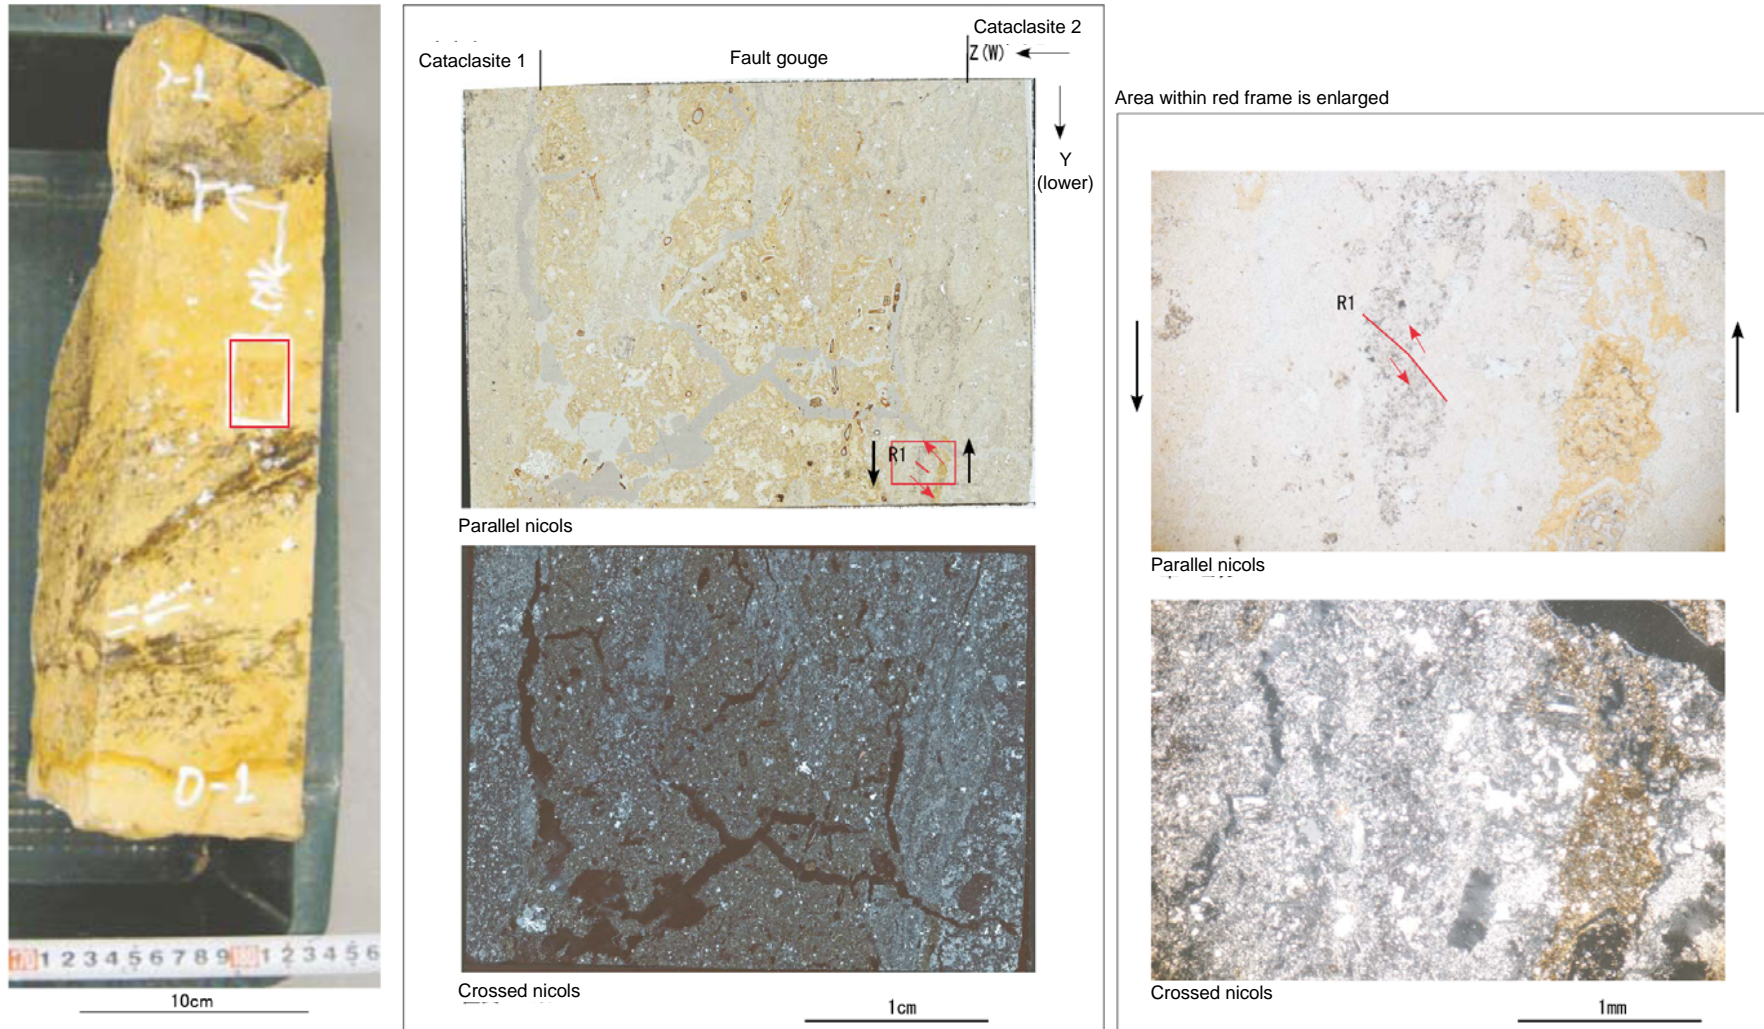 D-1
10cm
Cataclasite 1
Fault gouge
Cataclasite 2
Z(W)
Y
(lower)
R1
Parallel nicols
Crossed nicols
1cm
Area within red frame is enlarged
R1
Parallel nicols
Crossed nicols
1mm
170 1 2 3 4 5 6 7 8 9 180 1 2 3 4 5 6